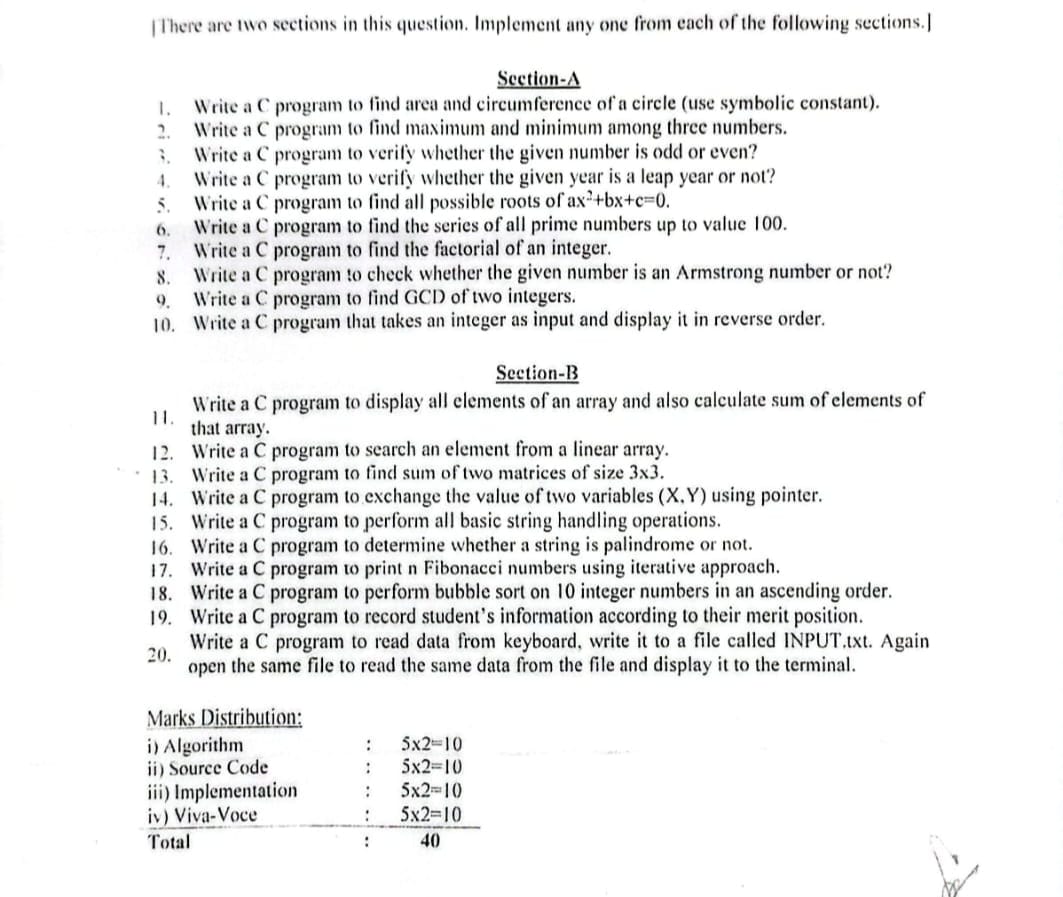 [There are two sections in this question. Implement any one from each of the following sections.]
Section-A
1. Write a C program to find area and circumference of a circle (use symbolic constant).
2. Write a C program to find maximum and minimum among three numbers.
3. Write a C program to verify whether the given number is odd or even?
4. Write a C program to verify whether the given year is a leap year or not?
5. Write a C program to find all possible roots of ax²+bx+c=0.
6. Write a C program to find the series of all prime numbers up to value 100.
7. Write a C program to find the factorial of an integer.
8. Write a C program to check whether the given number is an Armstrong number or not?
9. Write a C program to find GCD of two integers.
10. Write a C program that takes an integer as input and display it in reverse order.
Section-B
11. Write a C program to display all elements of an array and also calculate sum of elements of
that array.
12. Write a C program to search an element from a linear array.
13. Write a C program to find sum of two matrices of size 3x3.
14. Write a C program to exchange the value of two variables (X,Y) using pointer.
15. Write a C program to perform all basic string handling operations.
16. Write a C program to determine whether a string is palindrome or not.
17. Write a C program to print n Fibonacci numbers using iterative approach.
18. Write a C program to perform bubble sort on 10 integer numbers in an ascending order.
19. Write a C program to record student's information according to their merit position.
20. Write a C program to read data from keyboard, write it to a file called INPUT.txt. Again
open the same file to read the same data from the file and display it to the terminal.
Marks Distribution:
i) Algorithm : 5x2=10
ii) Source Code : 5x2=10
iii) Implementation : 5x2=10
iv) Viva-Voce : 5x2=10
Total : 40